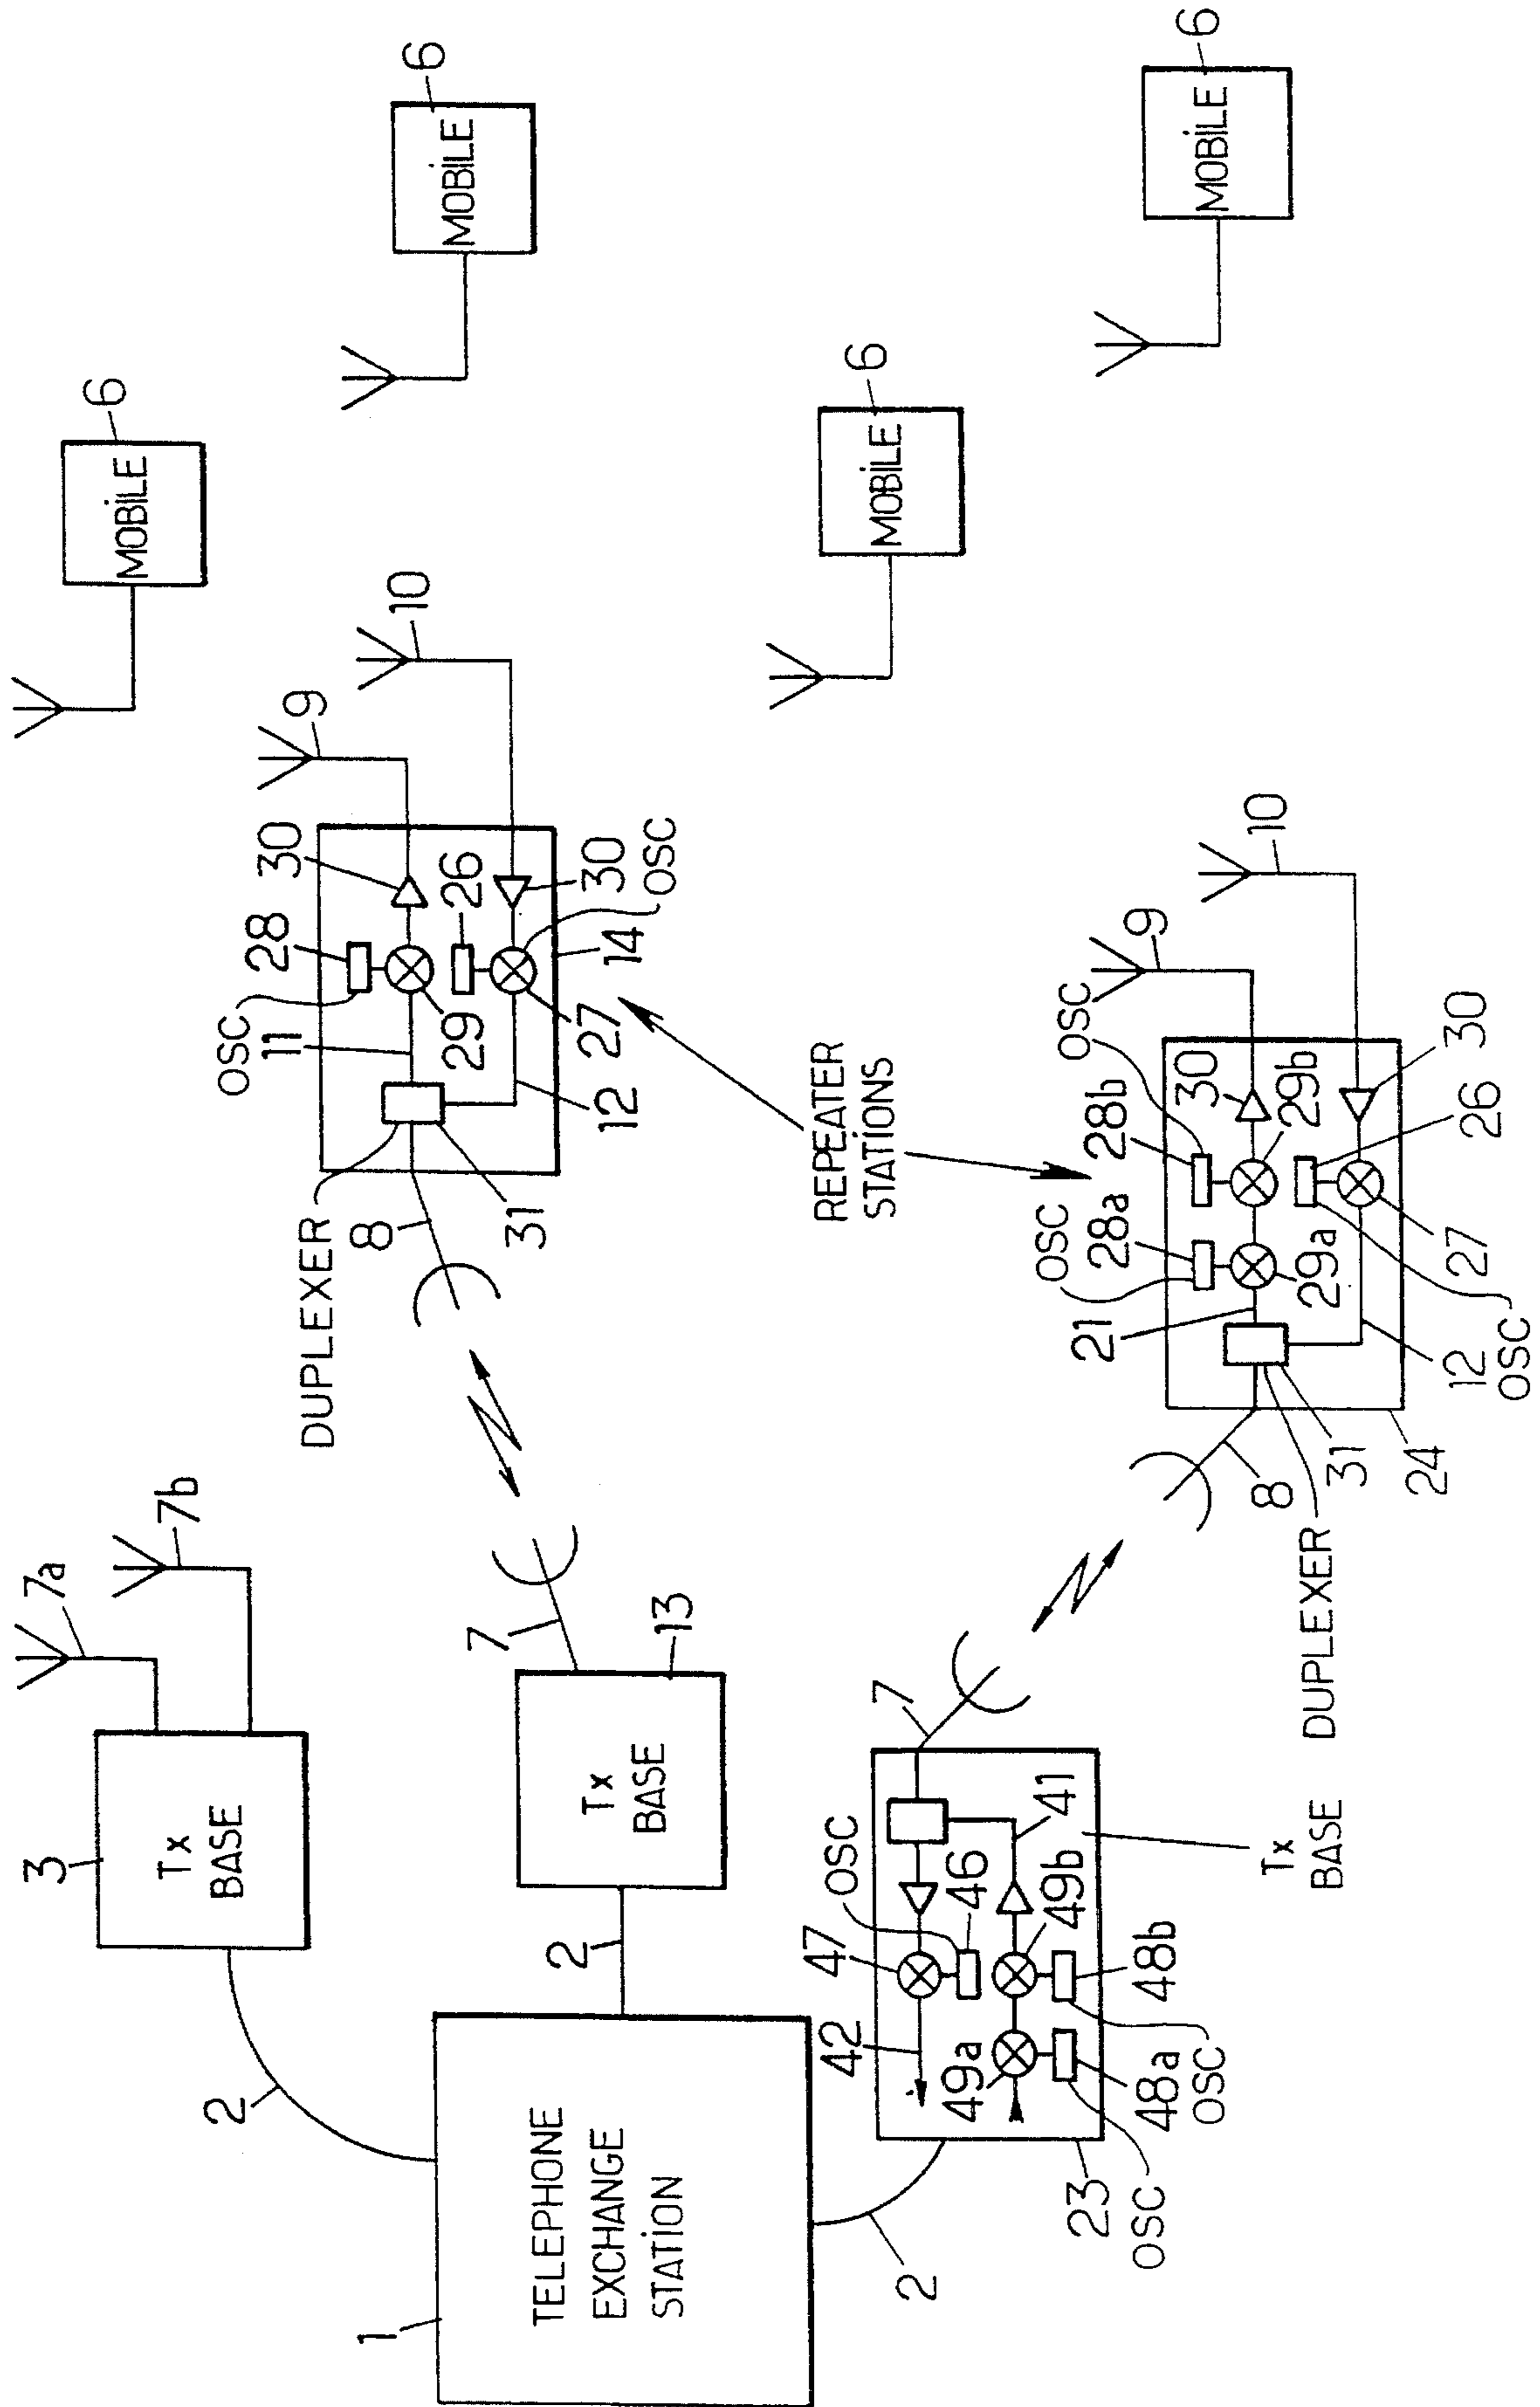 1
TELEPHONE
EXCHANGE
STATION
2
3
Tx
BASE
7a
7b
2
Tx
BASE
13
7
2
23
OSC
48a
OSC
48b
49a
49b
42
47
OSC
46
41
7
Tx
BASE
DUPLEXER
8
31
OSC
11
28
29
30
26
12
27
30
OSC
14
9
10
REPEATER
STATIONS
DUPLEXER
8
31
24
21
OSC
28a
29a
28b
OSC
30
29b
12
OSC
27
26
30
9
10
MOBiLE
6
MOBiLE
6
MOBiLE
6
MOBiLE
6